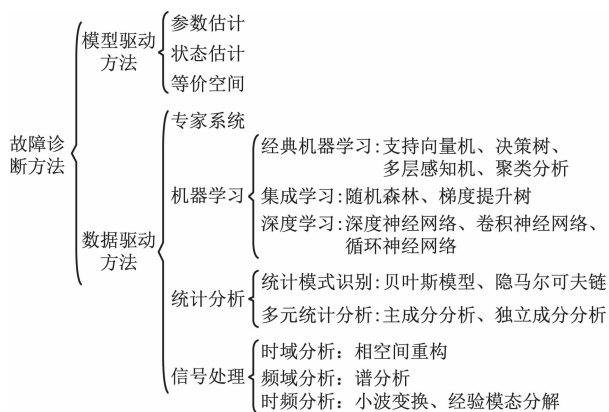 故障诊
断方法
模型驱动
方法
参数估计
状态估计
等价空间
数据驱动
方法
专家系统
机器学习
经典机器学习:支持向量机、决策树、
多层感知机、聚类分析
集成学习:随机森林、梯度提升树
深度学习:深度神经网络、卷积神经网络、
循环神经网络
统计分析
统计模式识别:贝叶斯模型、隐马尔可夫链
多元统计分析:主成分分析、独立成分分析
信号处理
时域分析：相空间重构
频域分析：谱分析
时频分析：小波变换、经验模态分解